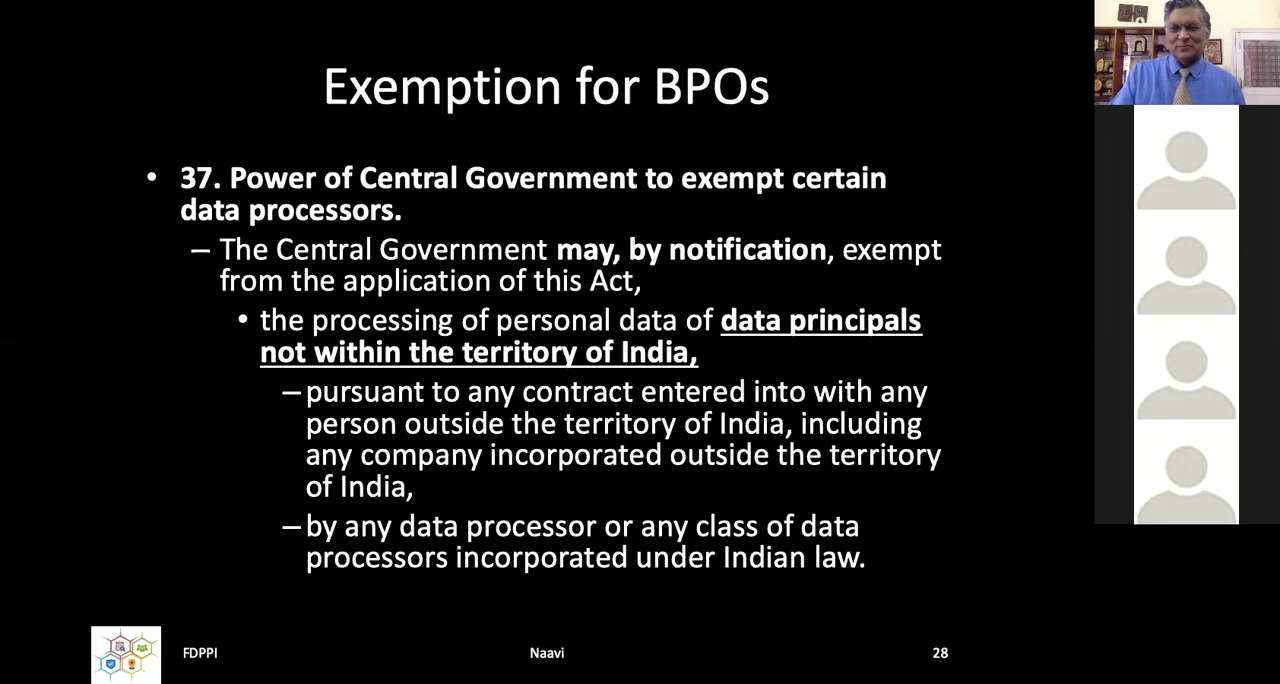 Exemption for BPOs
• 37. Power of Central Government to exempt certain
data processors.
– The Central Government may, by notification, exempt
from the application of this Act,
• the processing of personal data of data principals
not within the territory of India,
– pursuant to any contract entered into with any
person outside the territory of India, including
any company incorporated outside the territory
of India,
– by any data processor or any class of data
processors incorporated under Indian law.
FDPPI Naavi 28